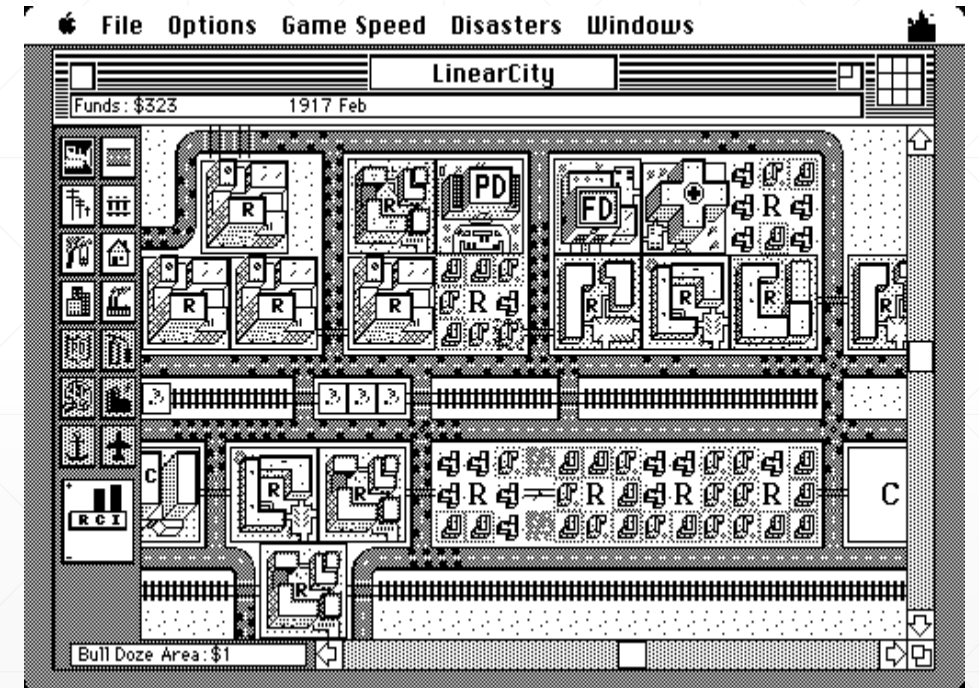 File Options Game Speed Disasters Windows
LinearCity
Funds: $323 1917 Feb
PD
R
R
FD
R
R
R
R
R
R
R
R
R
C
R
R
R
R
R
R
C
R C I
R
Bull Doze Area: $1